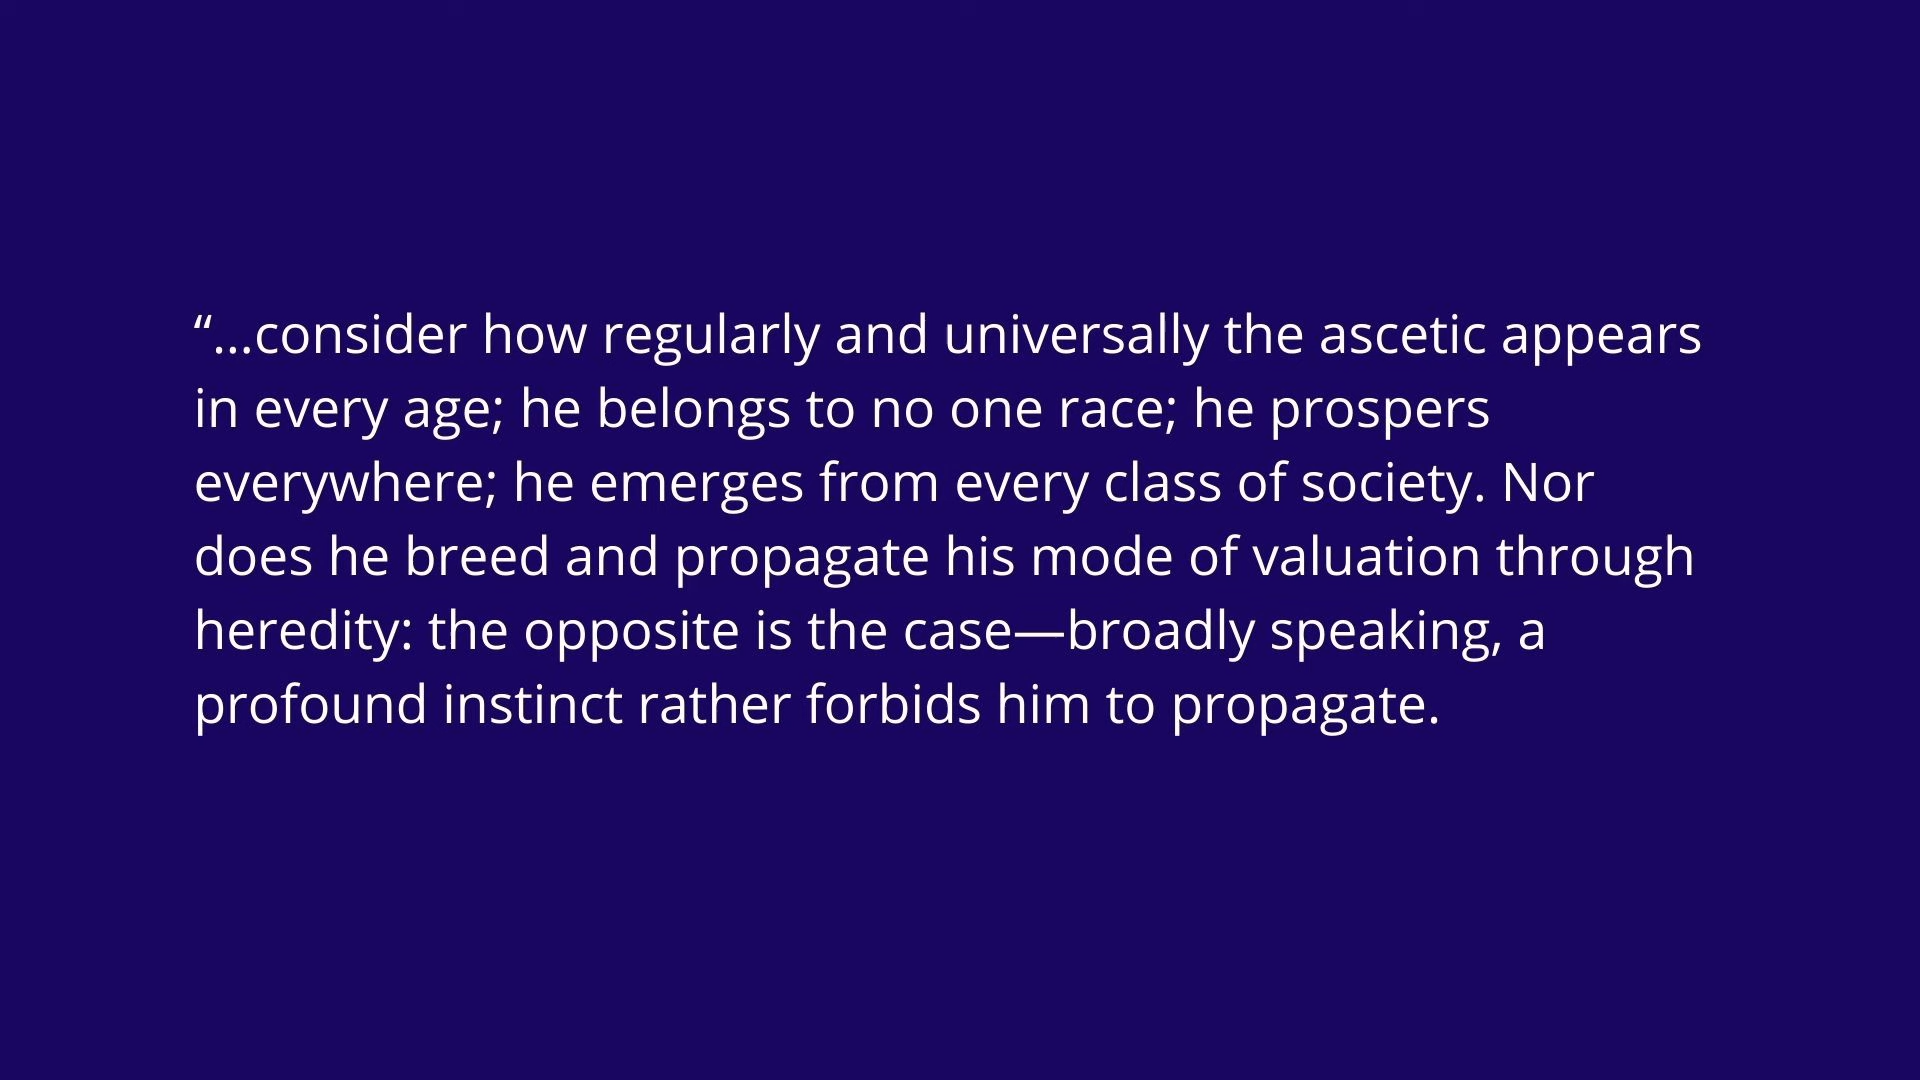 “...consider how regularly and universally the ascetic appears
in every age; he belongs to no one race; he prospers
everywhere; he emerges from every class of society. Nor
does he breed and propagate his mode of valuation through
heredity: the opposite is the case—broadly speaking, a
profound instinct rather forbids him to propagate.